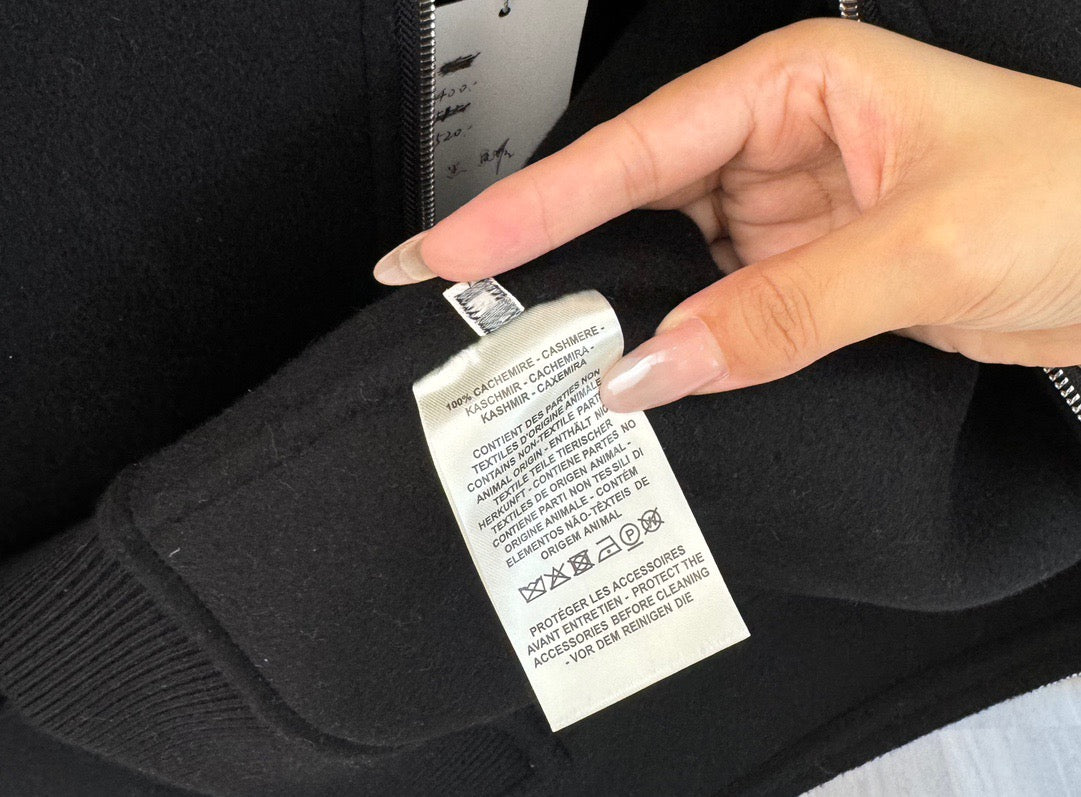 400.
520.
100% CACHEMIRE - CASHMERE -
KASCHMIR - CACHEMIRA -
KASHMIR - CAXEMIRA
CONTIENT DES PARTIES NON
TEXTILES D'ORIGINE ANIMALE
CONTAINS NON-TEXTILE PARTS
ANIMAL ORIGIN - ENTHÄLT
TEXTILE TEILE TIERISCHER
HERKUNFT - CONTIENE PARTES NO
TEXTILES DE ORIGEN ANIMAL -
CONTIENE PARTI NON TESSILI DI
ORIGINE ANIMALE - CONTÉM
ELEMENTOS NÃO-TÊXTEIS DE
ORIGEM ANIMAL
P W
PROTÉGER LES ACCESSOIRES
AVANT ENTRETIEN - PROTECT THE
ACCESSORIES BEFORE CLEANING
- VOR DEM REINIGEN DIE